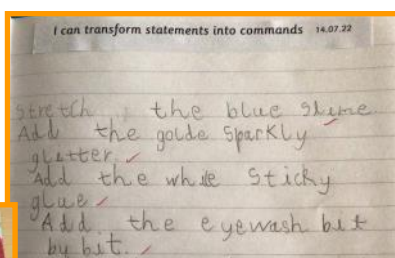 I can transform statements into commands 14.07.22
Stretch the blue slime
Add the golde sparkly
glitter.
Add the white sticky
glue
Add the eyewash bit
by bit.